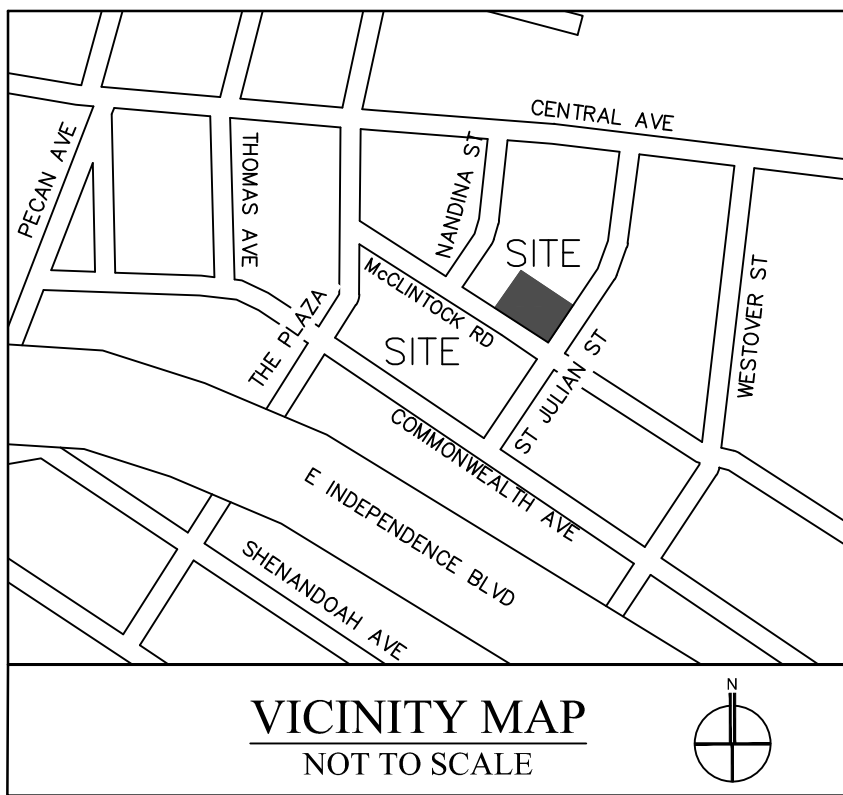 CENTRAL AVE
PECAN AVE
THOMAS AVE
NANDINA ST
SITE
McCLINTOCK RD
WESTOVER ST
THE PLAZA
SITE
ST JULIAN ST
COMMONWEALTH AVE
E INDEPENDENCE BLVD
SHENANDOAH AVE
VICINITY MAP
NOT TO SCALE
N